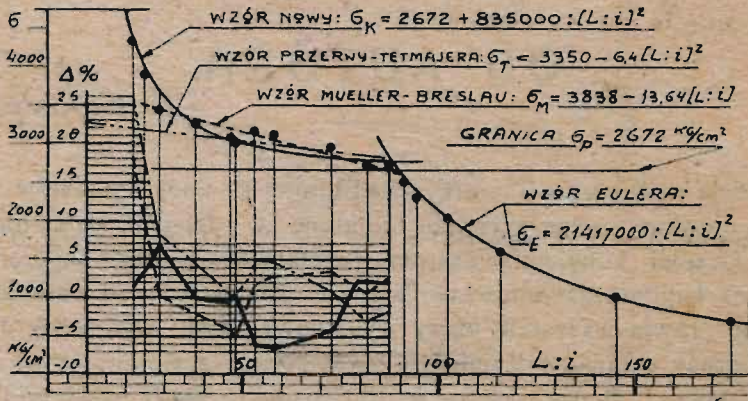 σ WZÓR NOWY: σK = 2672 + 835000 : [L:i]²
4000 Δ% WZÓR PRZERWY-TETMAJERA: σT = 3350 – 6,4 [L:i]²
25 WZÓR MUELLER-BRESLAU: σM = 3838 – 13,64 [L:i]
3000 20 GRANICA σP = 2672 KG/cm²
15
2000 10 WZÓR EULERA:
5 σE = 21417000 : [L:i]²
1000 0
-5
KG/cm² -10 50 100 L:i 150